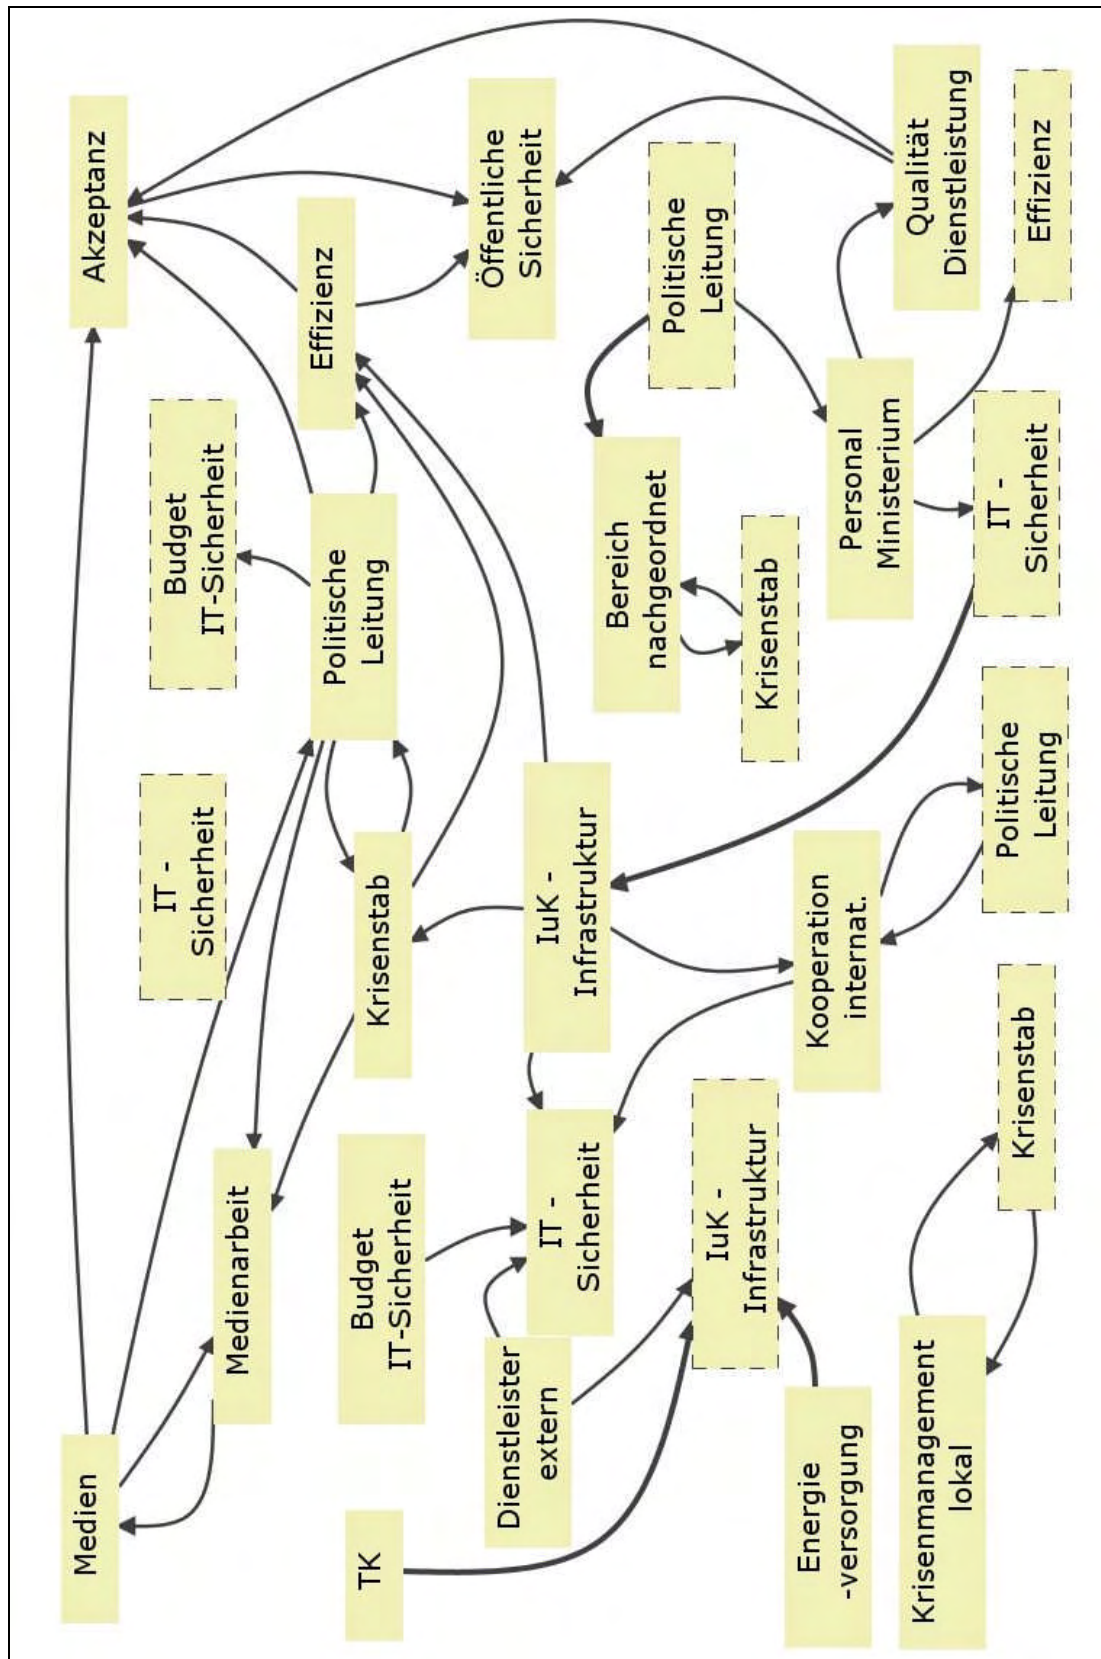 Medien
Akzeptanz
IT -
Sicherheit
Budget
IT-Sicherheit
Medienarbeit
Politische
Leitung
Effizienz
TK
Budget
IT-Sicherheit
Krisenstab
Öffentliche
Sicherheit
Dienstleister
extern
IT -
Sicherheit
IuK -
Infrastruktur
Bereich
nachgeordnet
Politische
Leitung
IuK -
Infrastruktur
Krisenstab
Energie
-versorgung
Kooperation
internat.
Personal
Ministerium
Qualität
Dienstleistung
Krisenmanagement
lokal
Krisenstab
Politische
Leitung
IT -
Sicherheit
Effizienz